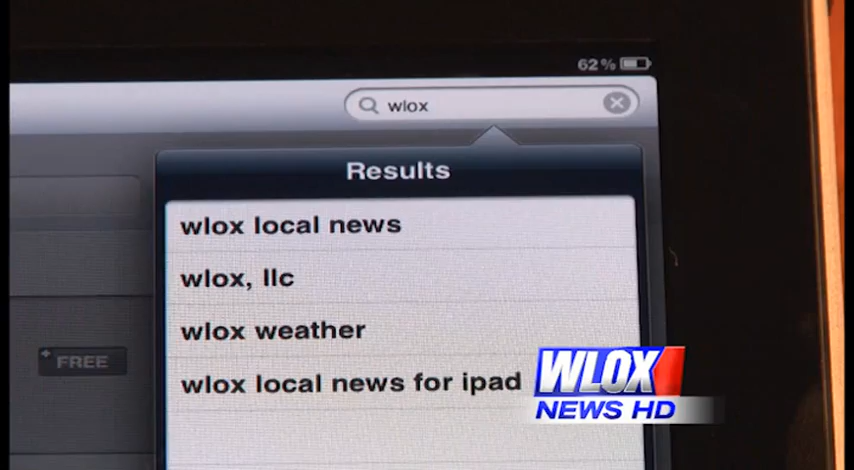 62%
wlox
Results
wlox local news
wlox, llc
wlox weather
FREE
wlox local news for ipad
WLOX
NEWS HD